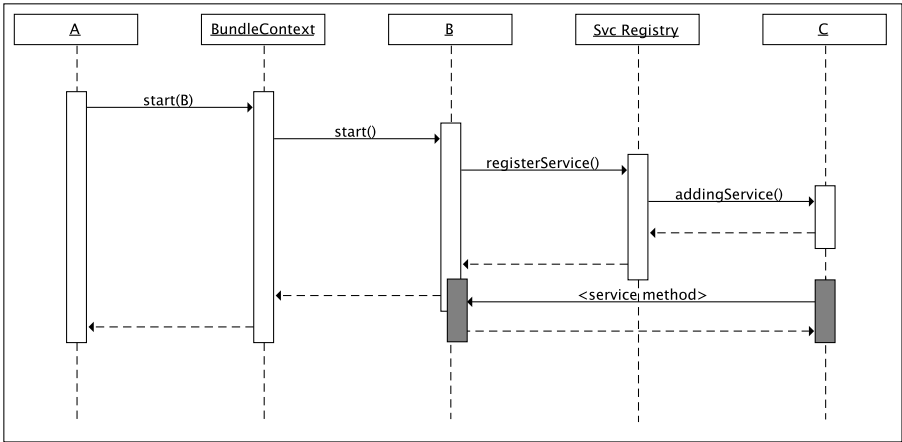 A
BundleContext
B
Svc Registry
C
start(B)
start()
registerService()
addingService()
<service method>